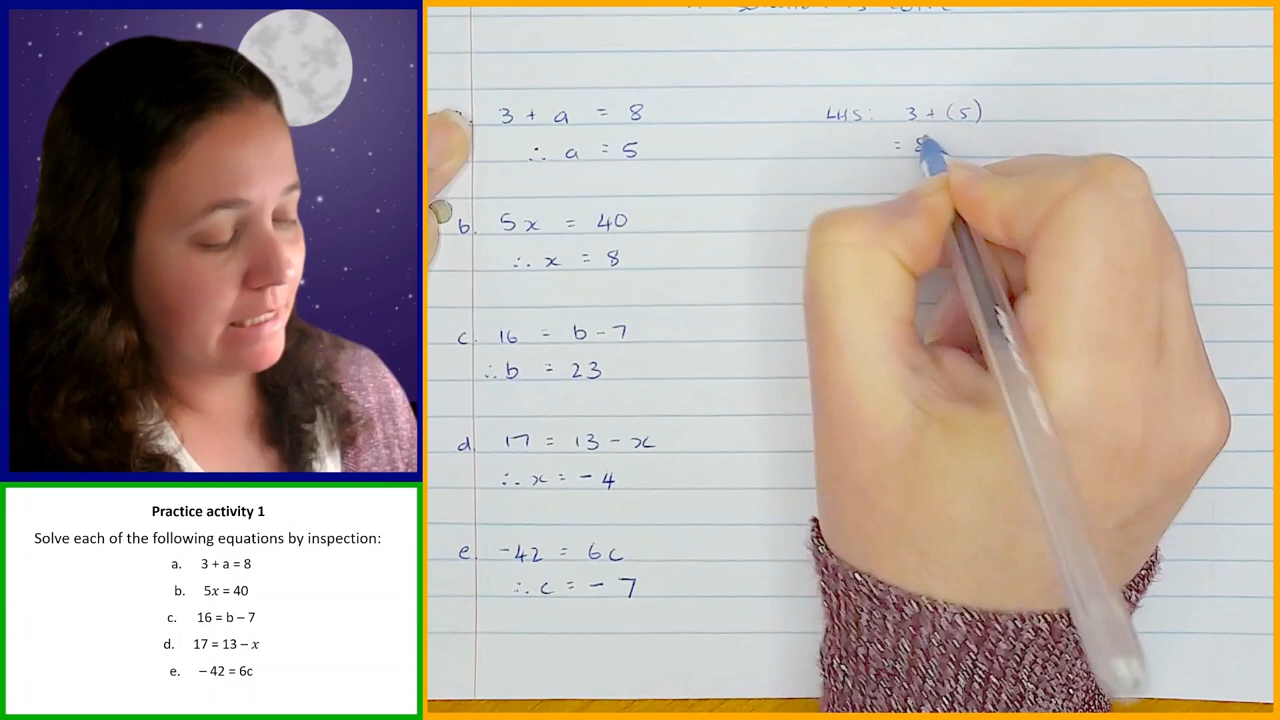 Practice activity 1
Solve each of the following equations by inspection:
a. 3 + a = 8
b. 5x = 40
c. 16 = b – 7
d. 17 = 13 – x
e. – 42 = 6c
3 + a = 8
∴ a = 5
b. 5x = 40
∴ x = 8
c. 16 = b - 7
∴ b = 23
d. 17 = 13 - x
∴ x = -4
e. -42 = 6c
∴ c = -7
LHS: 3 + (5)
= 8